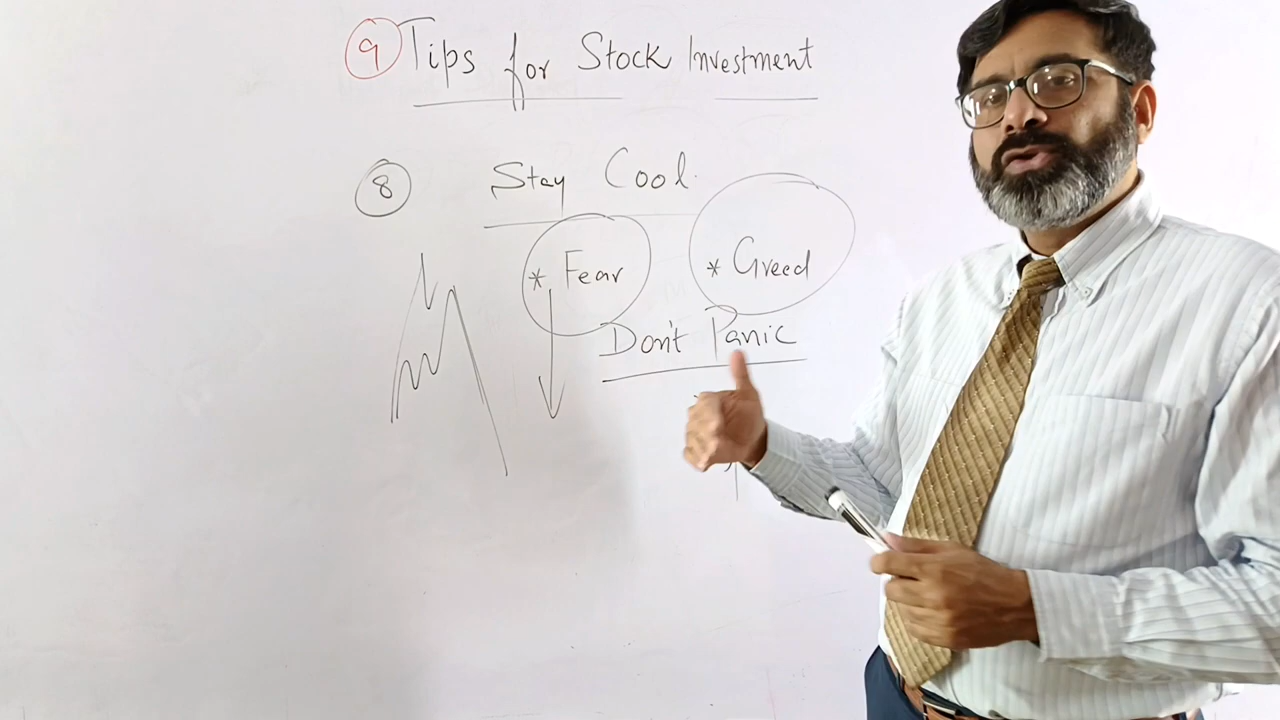 9 Tips for Stock Investment
8 Stay Cool.
* Fear * Greed
Don't Panic